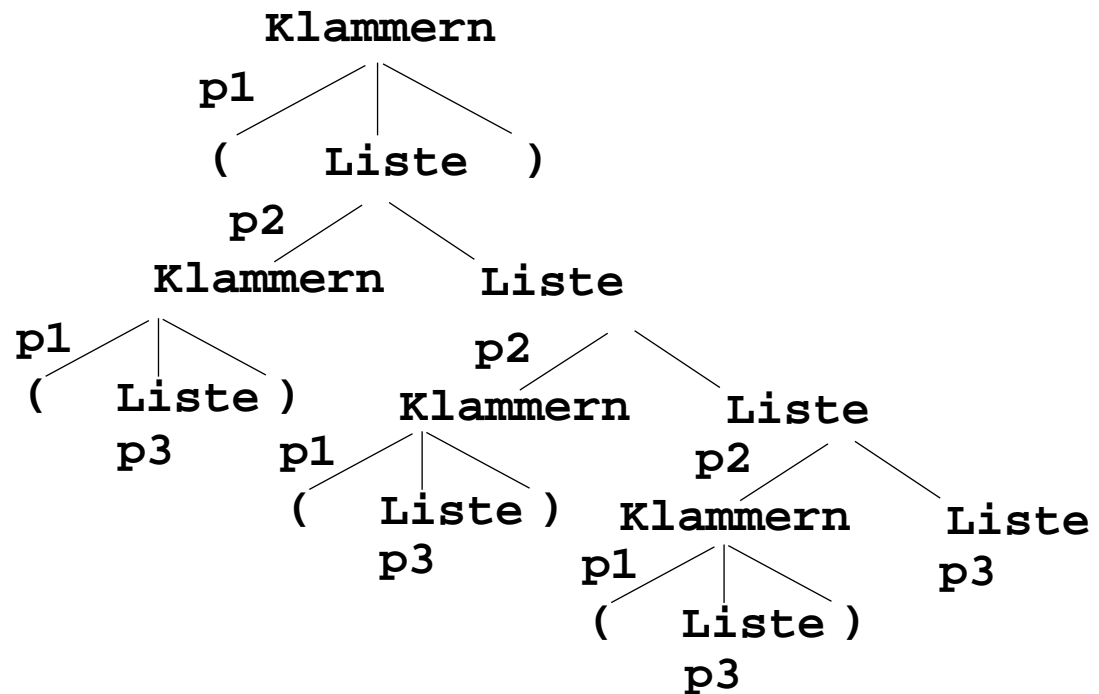 Klammern
p1
( Liste )
p2
Klammern Liste
p1 p2
( Liste ) Klammern Liste
p3 p1 p2
( Liste ) Klammern Liste
p3 p1 p3
( Liste )
p3